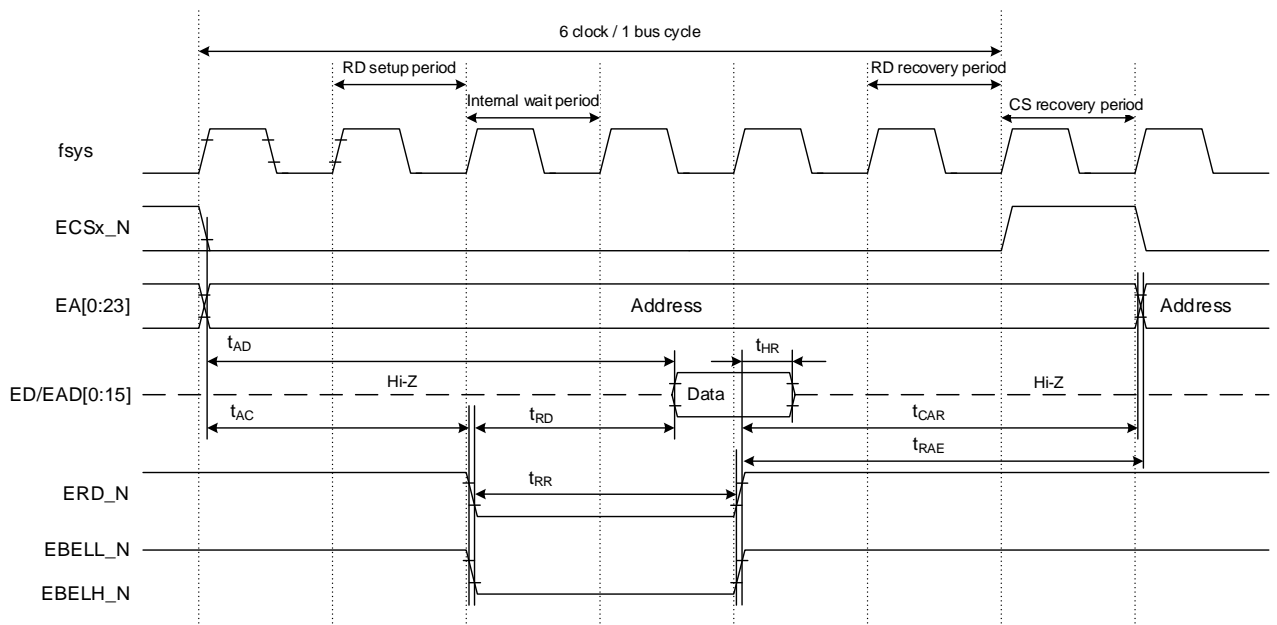 6 clock / 1 bus cycle
RD setup period
RD recovery period
Internal wait period
CS recovery period
fsys
ECSx_N
EA[0:23]
Address
Address
tAD
tHR
ED/EAD[0:15]
Hi-Z
Data
Hi-Z
tAC
tRD
tCAR
tRAE
ERD_N
tRR
EBELL_N
EBELH_N